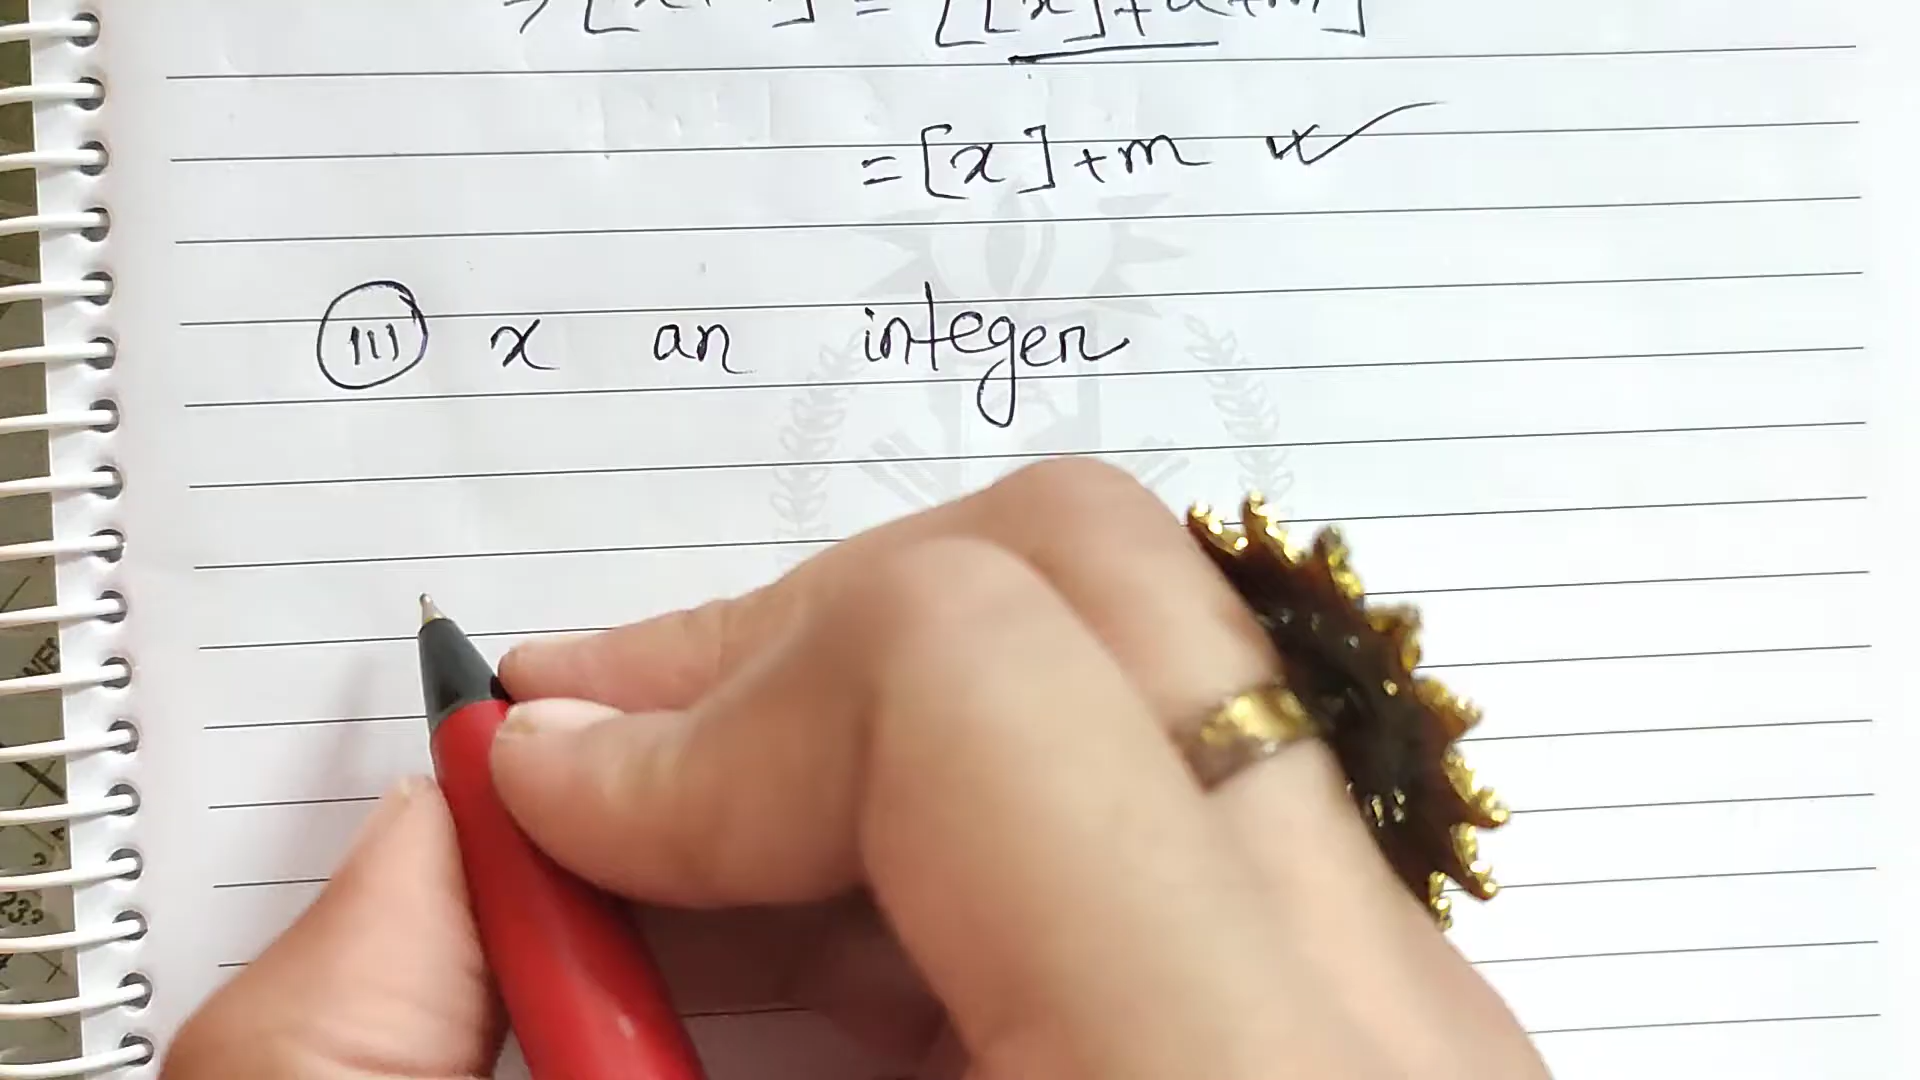 = [[x]+α+m]
= [x]+m
(III) x an integer